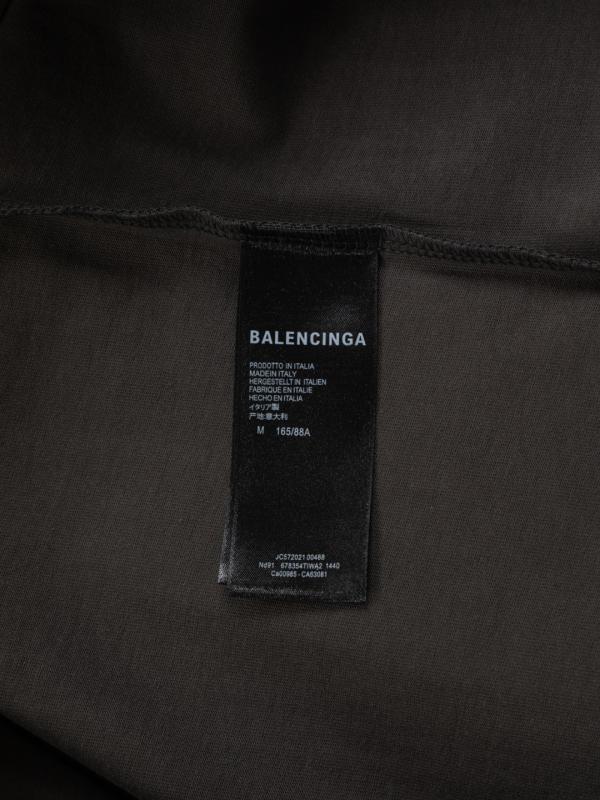 BALENCINGA
PRODOTTO IN ITALIA
MADEIN ITALY
HERGESTELLT IN ITALIEN
FABRIQUE EN ITALIE
HECHO EN ITALIA
イタリア製
产地:意大利
M 165/88A
JC572021 00488
Nd91 678354TIWA2 1440
Ca00985 - CA63081